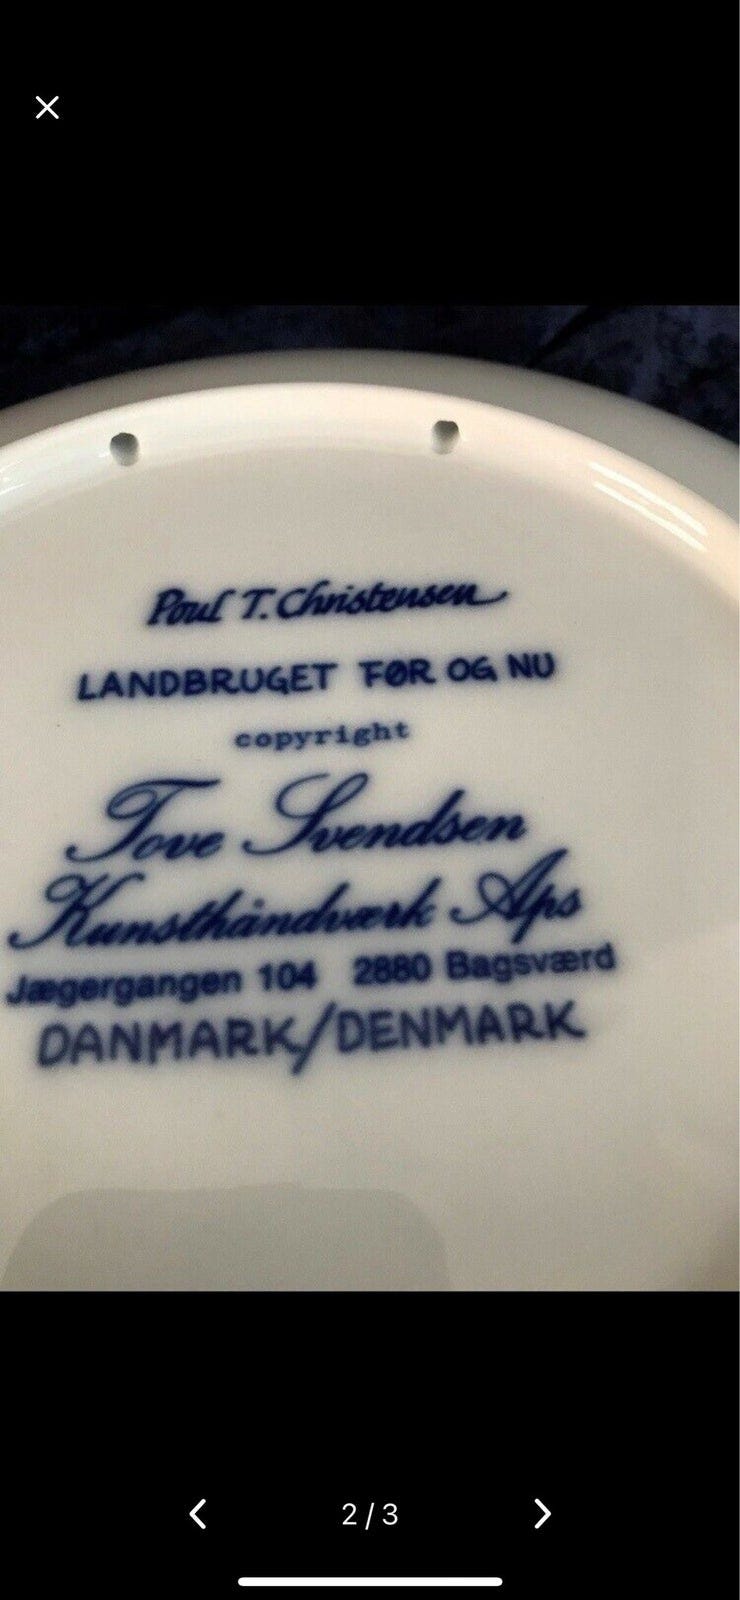 Poul T. Christensen
LANDBRUGET FØR OG NU
copyright
Tove Svendsen
Kunsthåndværk Aps
Jægergangen 104 2880 Bagsværd
DANMARK/DENMARK
2/3